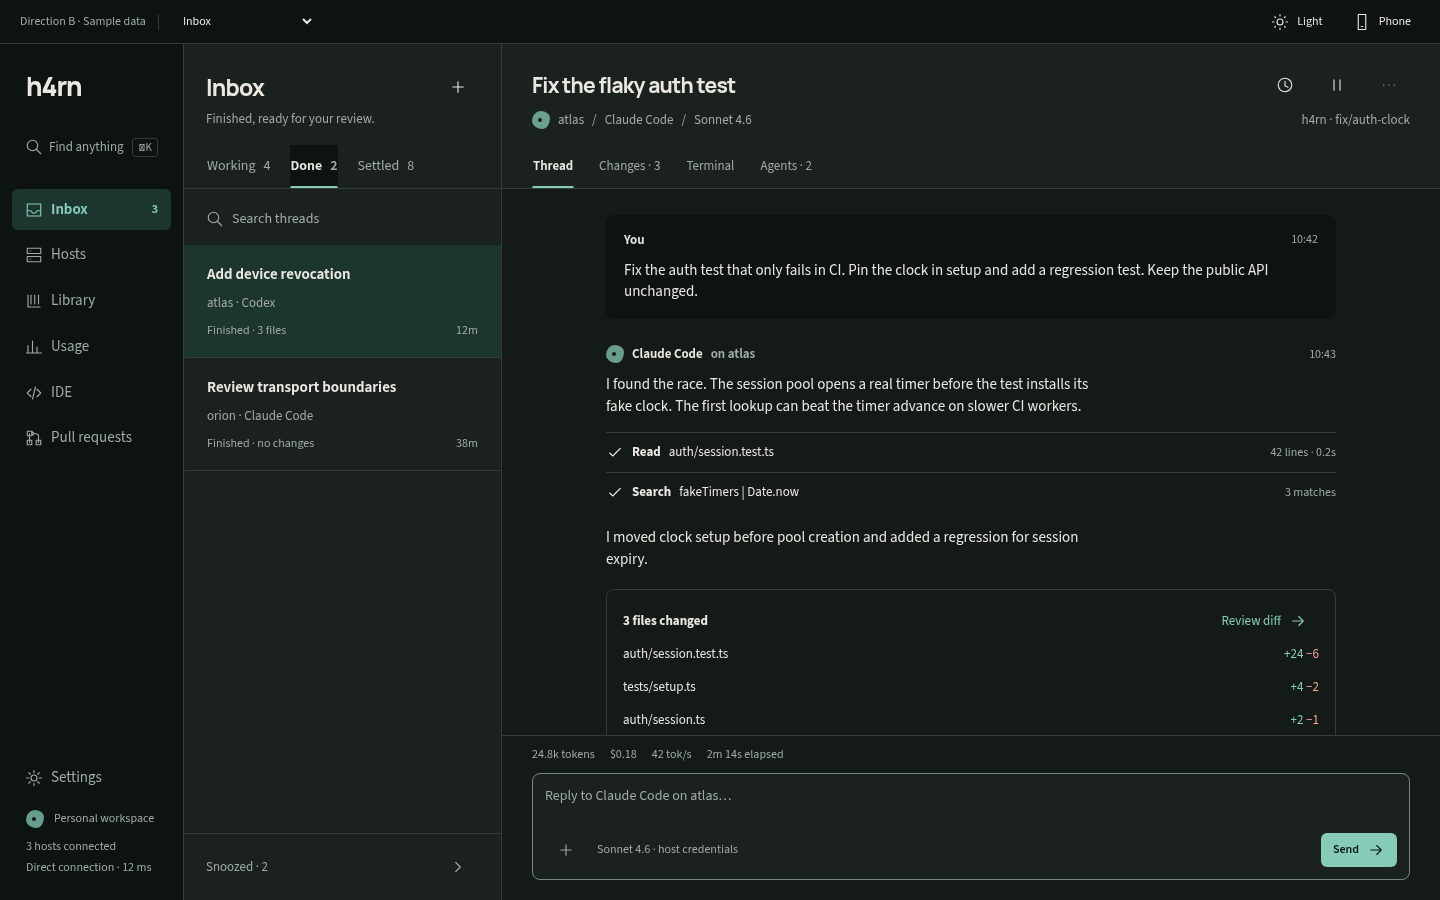 Direction B · Sample data
Inbox
Light
Phone
h4rn
Find anything
K
Inbox 3
Hosts
Library
Usage
IDE
Pull requests
Settings
Personal workspace
3 hosts connected
Direct connection · 12 ms
Inbox
Finished, ready for your review.
Working 4
Done 2
Settled 8
Search threads
Add device revocation
atlas · Codex
Finished · 3 files 12m
Review transport boundaries
orion · Claude Code
Finished · no changes 38m
Snoozed · 2
Fix the flaky auth test
atlas / Claude Code / Sonnet 4.6
h4rn · fix/auth-clock
Thread
Changes · 3
Terminal
Agents · 2
You 10:42
Fix the auth test that only fails in CI. Pin the clock in setup and add a regression test. Keep the public API
unchanged.
Claude Code on atlas 10:43
I found the race. The session pool opens a real timer before the test installs its
fake clock. The first lookup can beat the timer advance on slower CI workers.
Read auth/session.test.ts 42 lines · 0.2s
Search fakeTimers | Date.now 3 matches
I moved clock setup before pool creation and added a regression for session
expiry.
3 files changed Review diff
auth/session.test.ts +24 −6
tests/setup.ts +4 −2
auth/session.ts +2 −1
24.8k tokens $0.18 42 tok/s 2m 14s elapsed
Reply to Claude Code on atlas…
Sonnet 4.6 · host credentials
Send